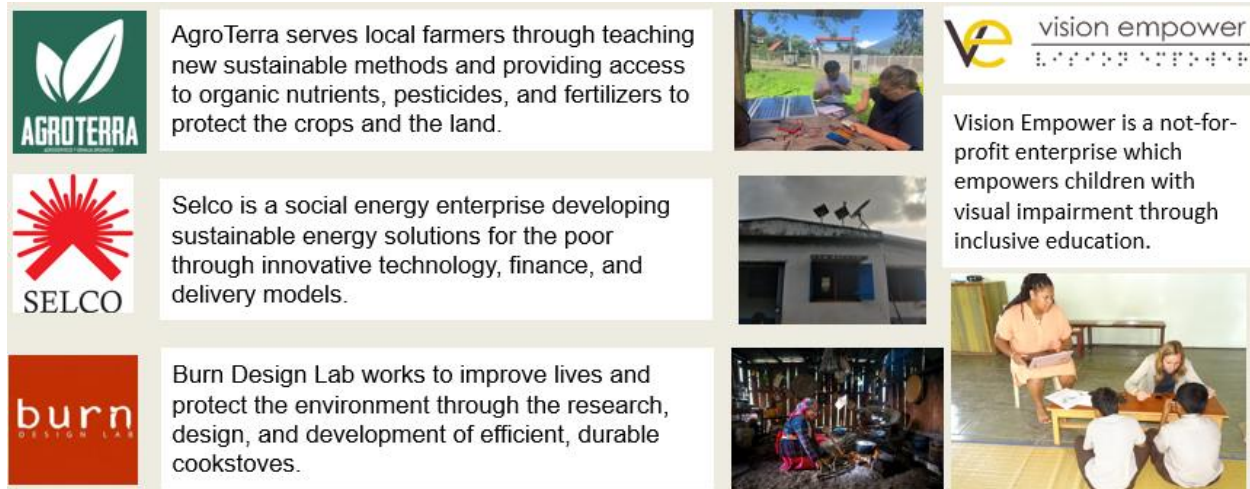 AGROTERRA
AgroTerra serves local farmers through teaching
new sustainable methods and providing access
to organic nutrients, pesticides, and fertilizers to
protect the crops and the land.
SELCO
Selco is a social energy enterprise developing
sustainable energy solutions for the poor
through innovative technology, finance, and
delivery models.
burn
DESIGN LAB
Burn Design Lab works to improve lives and
protect the environment through the research,
design, and development of efficient, durable
cookstoves.
ve
vision empower
Vision Empower is a not-for-
profit enterprise which
empowers children with
visual impairment through
inclusive education.